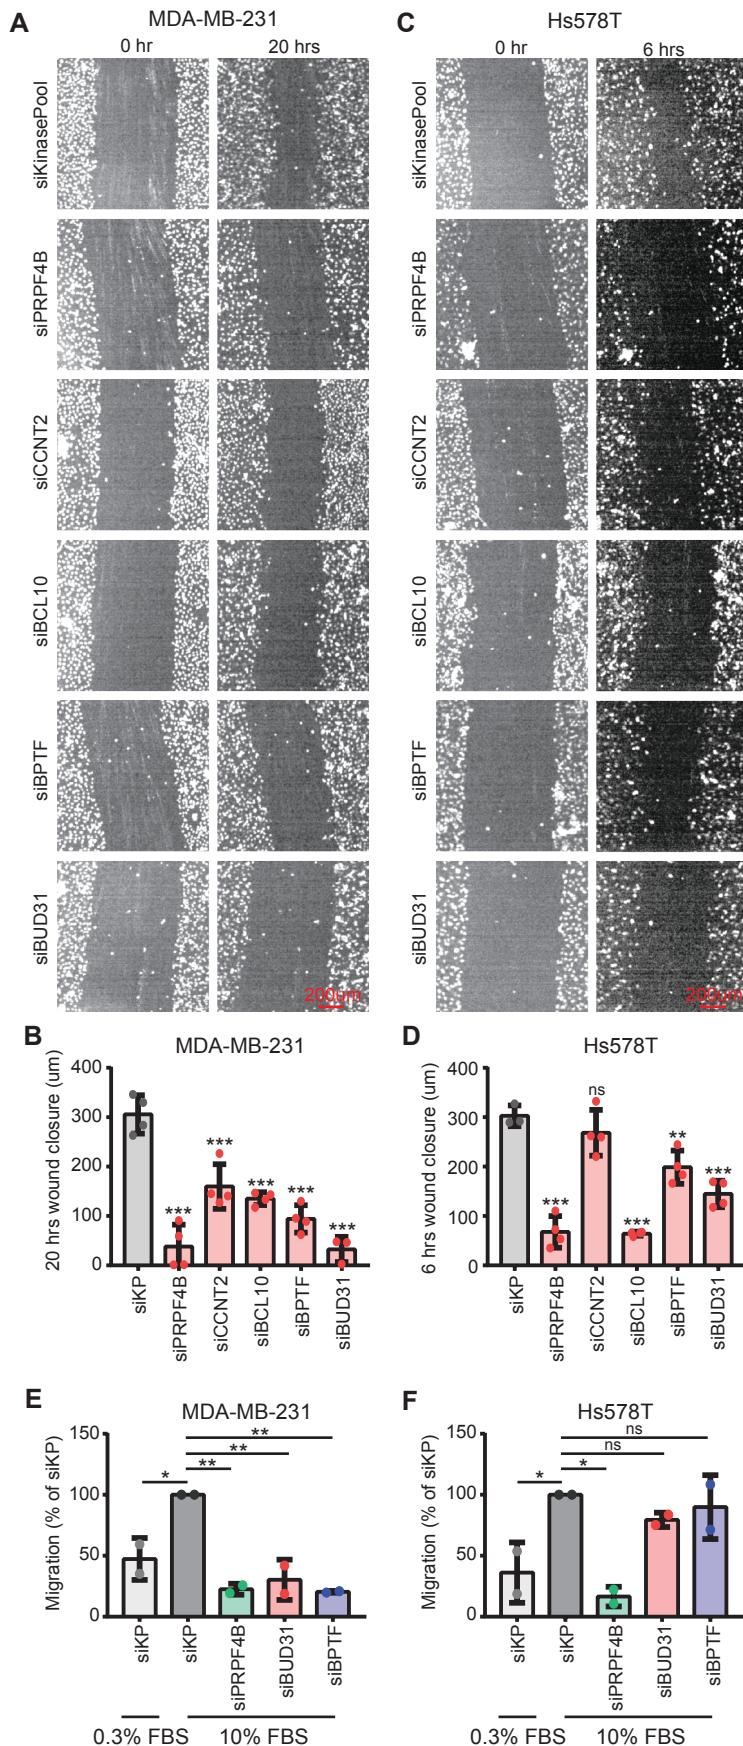 A
MDA-MB-231
0 hr
20 hrs
siKinasePool
siPRPF4B
siCCNT2
siBCL10
siBPTF
siBUD31
200um
C
Hs578T
0 hr
6 hrs
siKinasePool
siPRPF4B
siCCNT2
siBCL10
siBPTF
siBUD31
200um
B
MDA-MB-231
20 hrs wound closure (um)
400
300
200
100
0
***
***
***
***
***
siKP
siPRPF4B
siCCNT2
siBCL10
siBPTF
siBUD31
D
Hs578T
6 hrs wound closure (um)
400
300
200
100
0
***
ns
***
**
***
siKP
siPRPF4B
siCCNT2
siBCL10
siBPTF
siBUD31
E
MDA-MB-231
Migration (% of siKP)
150
100
50
0
**
**
**
*
siKP
siKP
siPRPF4B
siBUD31
siBPTF
0.3% FBS
10% FBS
F
Hs578T
Migration (% of siKP)
150
100
50
0
ns
ns
*
*
siKP
siKP
siPRPF4B
siBUD31
siBPTF
0.3% FBS
10% FBS